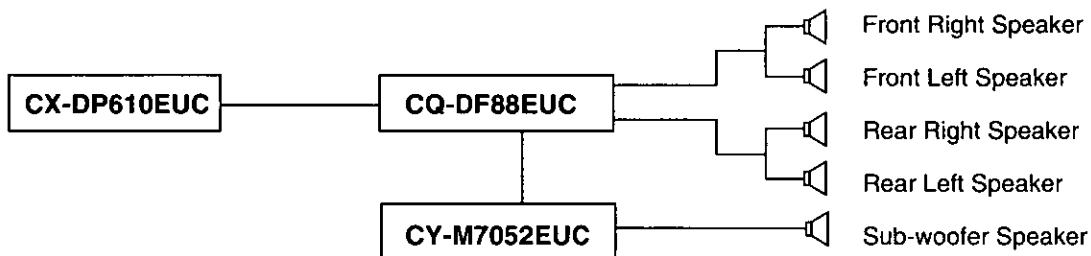 Front Right Speaker
Front Left Speaker
CX-DP610EUC
CQ-DF88EUC
Rear Right Speaker
Rear Left Speaker
CY-M7052EUC
Sub-woofer Speaker